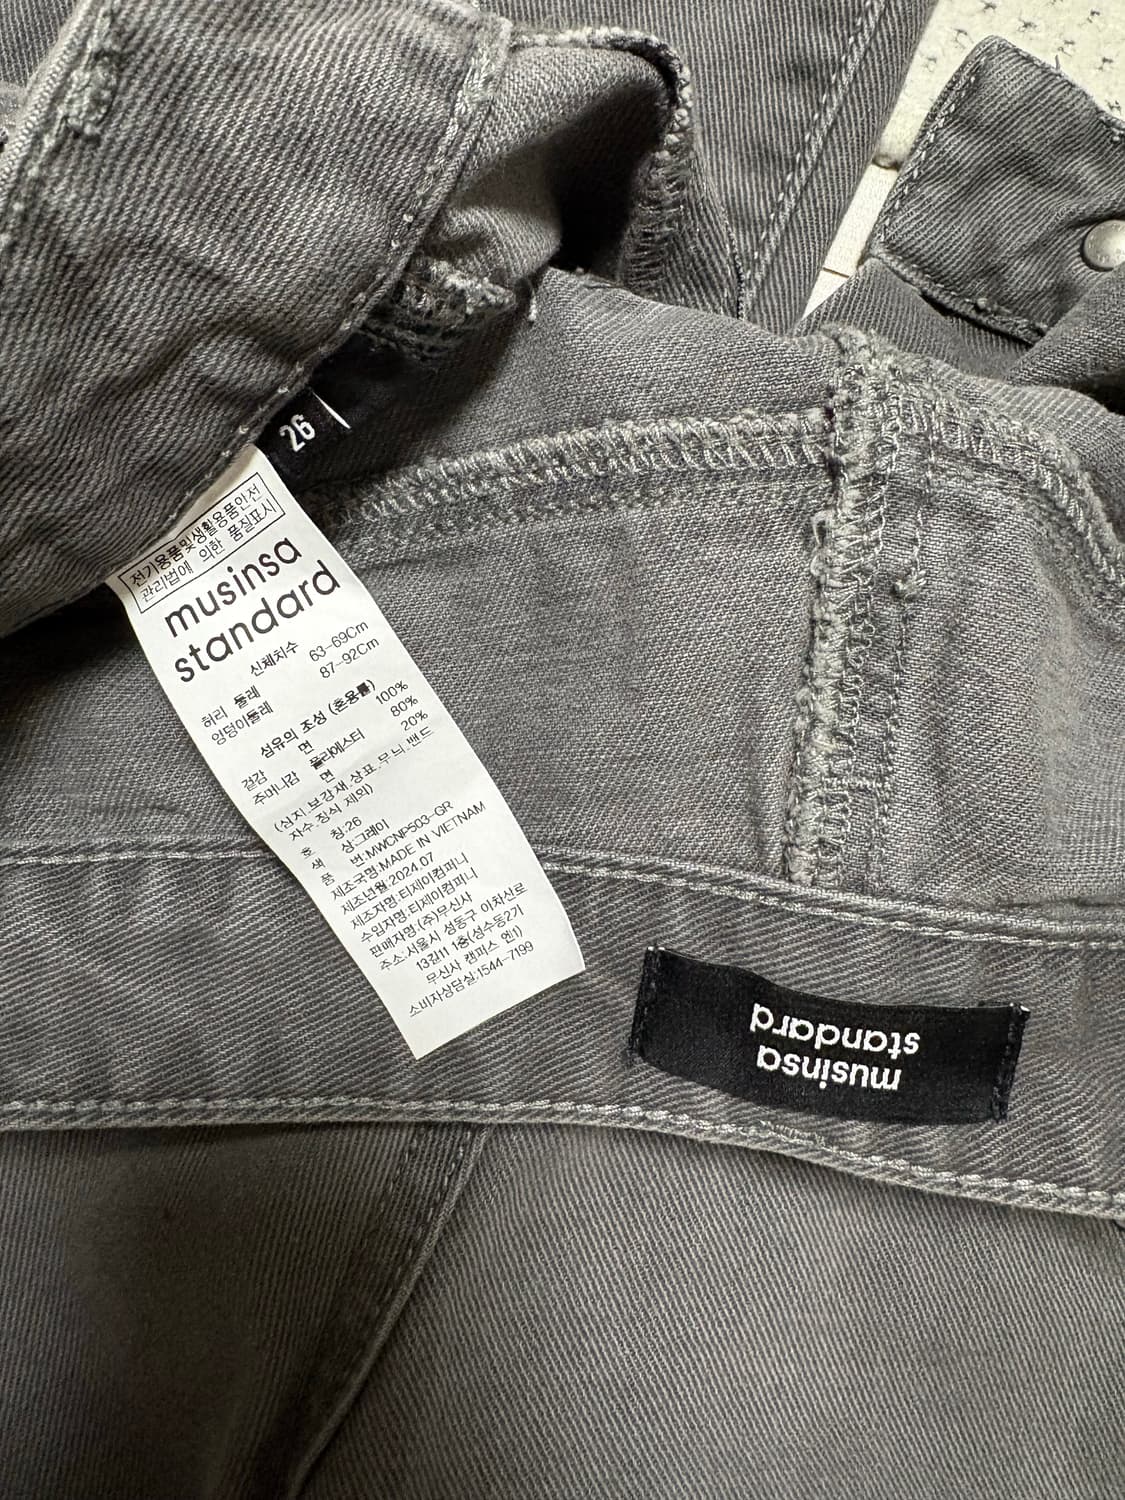 26
전기용품및생활용품안전
관리법에 의한 품질표시
musinsa
standard
신체치수
허리 둘레 63-69Cm
엉덩이둘레 87-92Cm
섬유의 조성 (혼용률)
겉감 면 100%
주머니감 폴리에스터 80%
면 20%
(심지.보강재.상표.무늬.밴드
자수.장식 제외)
호 칭:26
색 상:그레이
품 번:MWCNP503-GR
제조국명:MADE IN VIETNAM
제조년월:2024.07
제조자명:티제이컴퍼니
수입자명:티제이컴퍼니
판매자명:(주)무신사
주소:서울시 성동구 아차산로
13길11 1층(성수동2가
무신사 캠퍼스 엔1)
소비자상담실:1544-7199
musinsa
standard